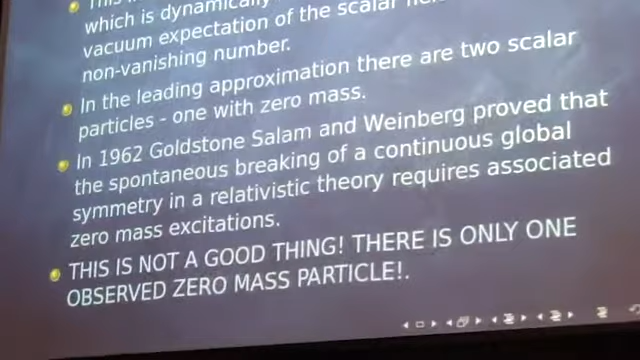 which is dynamically
vacuum expectation of the scalar
non-vanishing number.
In the leading approximation there are two scalar
particles - one with zero mass.
In 1962 Goldstone Salam and Weinberg proved that
the spontaneous breaking of a continuous global
symmetry in a relativistic theory requires associated
zero mass excitations.
THIS IS NOT A GOOD THING! THERE IS ONLY ONE
OBSERVED ZERO MASS PARTICLE!.